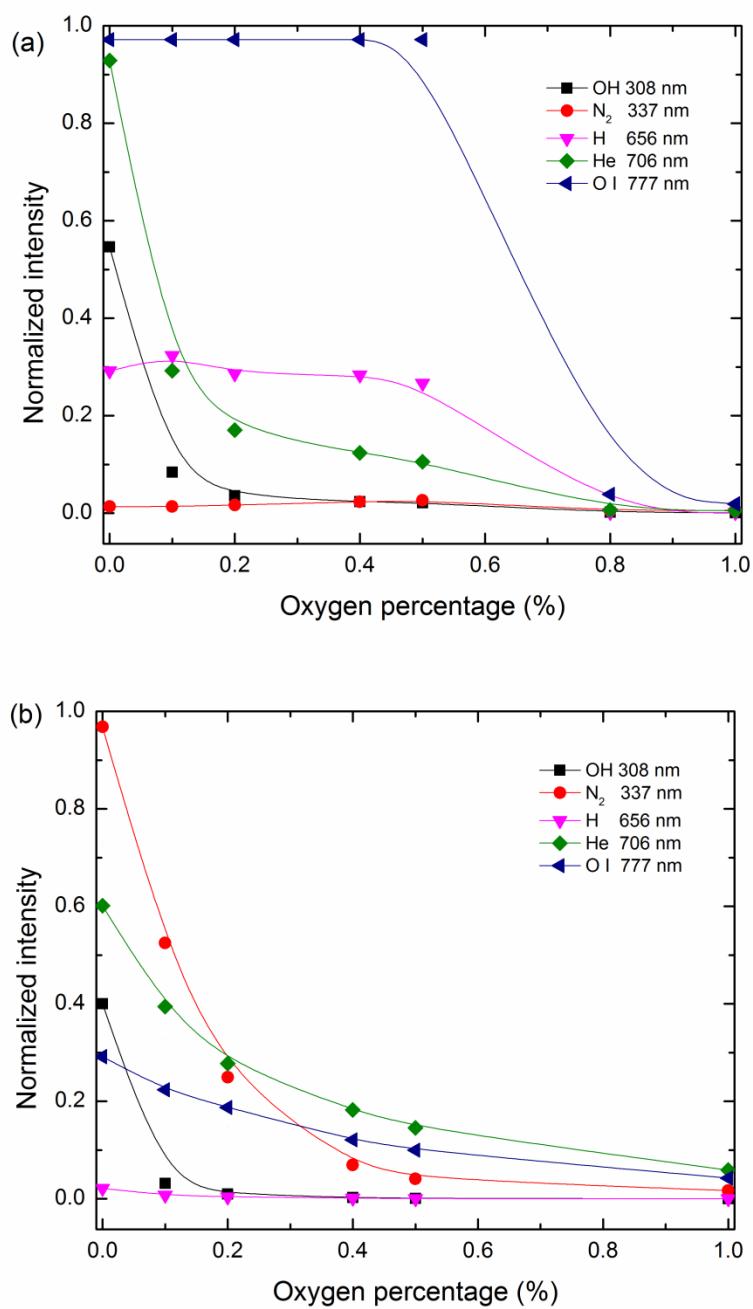 (a)
1.0
0.8
0.6
0.4
0.2
0.0
Normalized intensity
OH 308 nm
N₂ 337 nm
H 656 nm
He 706 nm
O I 777 nm
0.0 0.2 0.4 0.6 0.8 1.0
Oxygen percentage (%)
(b)
1.0
0.8
0.6
0.4
0.2
0.0
Normalized intensity
OH 308 nm
N₂ 337 nm
H 656 nm
He 706 nm
O I 777 nm
0.0 0.2 0.4 0.6 0.8 1.0
Oxygen percentage (%)